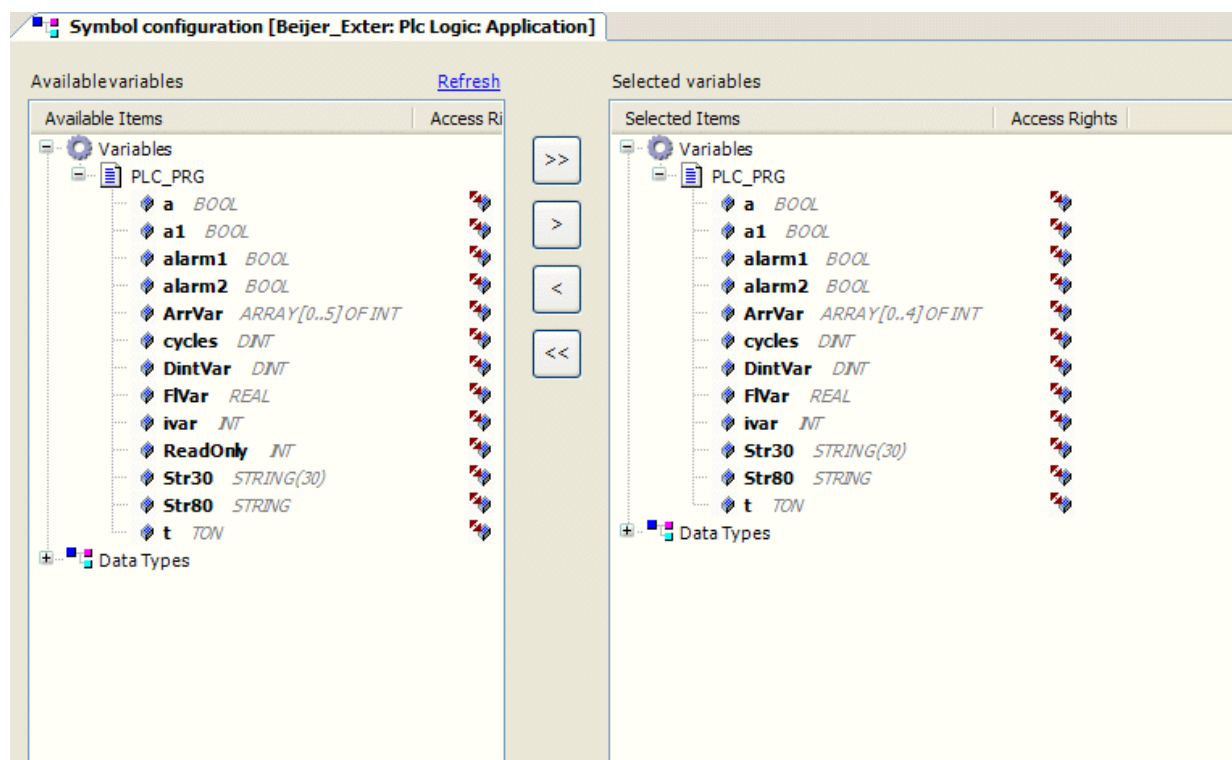 Symbol configuration [Beijer_Exter: Plc Logic: Application]
Availablevariables Refresh
Available Items Access Ri
Variables
PLC_PRG
a BOOL
a1 BOOL
alarm1 BOOL
alarm2 BOOL
ArrVar ARRAY[0..5] OF INT
cycles DINT
DintVar DINT
FlVar REAL
ivar INT
ReadOnly INT
Str30 STRING(30)
Str80 STRING
t TON
Data Types
>>
>
<
<<
Selected variables
Selected Items Access Rights
Variables
PLC_PRG
a BOOL
a1 BOOL
alarm1 BOOL
alarm2 BOOL
ArrVar ARRAY[0..4] OF INT
cycles DINT
DintVar DINT
FlVar REAL
ivar INT
Str30 STRING(30)
Str80 STRING
t TON
Data Types